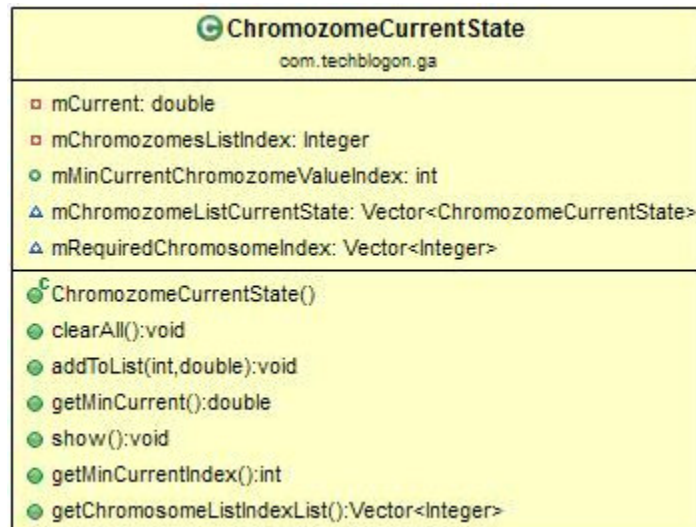 ChromozomeCurrentState
com.techblogon.ga
mCurrent: double
mChromozomesListIndex: Integer
mMinCurrentChromozomeValueIndex: int
mChromozomeListCurrentState: Vector<ChromozomeCurrentState>
mRequiredChromosomeIndex: Vector<Integer>
ChromozomeCurrentState()
clearAll():void
addToList(int,double):void
getMinCurrent():double
show():void
getMinCurrentIndex():int
getChromosomeListIndexList():Vector<Integer>